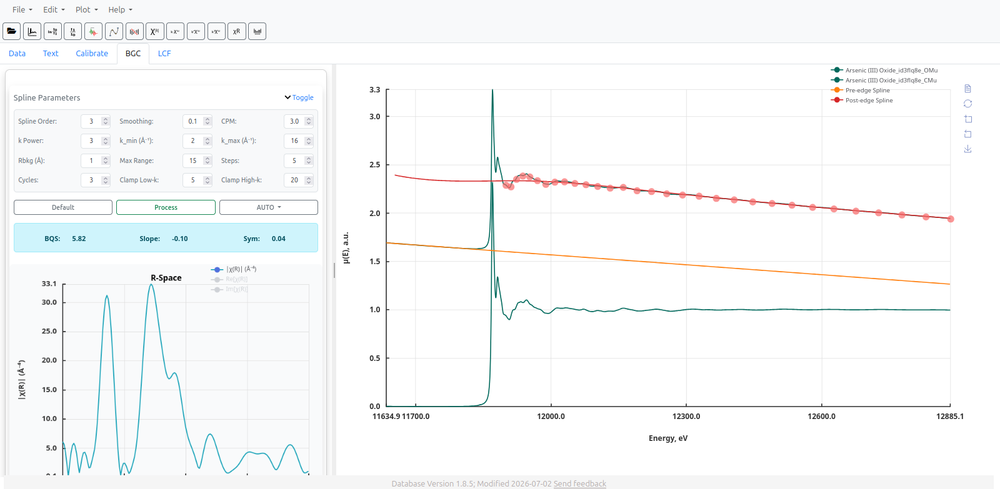 File Edit Plot Help
χ(k) χR
Data Text Calibrate BGC LCF
Spline Parameters Toggle
Spline Order: 3 Smoothing: 0.1 CPM: 3.0
k Power: 3 k_min (Å⁻¹): 2 k_max (Å⁻¹): 16
Rbkg (Å): 1 Max Range: 15 Steps: 5
Cycles: 3 Clamp Low-k: 5 Clamp High-k: 20
Default Process AUTO
BQS: 5.82 Slope: -0.10 Sym: 0.04
R-Space
|χ(R)| (Å⁻⁴)
Re[χ(R)]
Im[χ(R)]
33.1
30.0
25.0
20.0
15.0
10.0
5.0
|χ(R)| (Å⁻⁴)
Arsenic (III) Oxide_id3flq8e_OMu
Arsenic (III) Oxide_id3flq8e_CMu
Pre-edge Spline
Post-edge Spline
3.3
3.0
2.5
2.0
1.5
1.0
0.5
0.0
μ(E), a.u.
11634.9 11700.0 12000.0 12300.0 12600.0 12885.1
Energy, eV
Database Version 1.8.5; Modified 2026-07-02 Send feedback